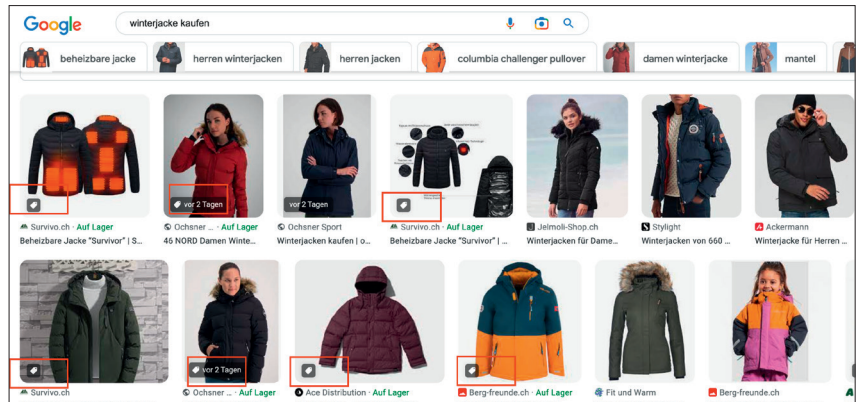 Google
winterjacke kaufen
beheizbare jacke
herren winterjacken
herren jacken
columbia challenger pullover
damen winterjacke
mantel
vor 2 Tagen
vor 2 Tagen
Survivo.ch · Auf Lager
Beheizbare Jacke "Survivor" | S...
Ochsner ... · Auf Lager
46 NORD Damen Winte...
Ochsner Sport
Winterjacken kaufen | o...
Survivo.ch · Auf Lager
Beheizbare Jacke "Survivor" | ...
Jelmoli-Shop.ch
Winterjacken für Dame...
Stylight
Winterjacken von 660 ...
Ackermann
Winterjacke für Herren ...
vor 2 Tagen
Survivo.ch
Ochsner ... · Auf Lager
Ace Distribution · Auf Lager
Berg-freunde.ch · Auf Lager
Fit und Warm
Berg-freunde.ch